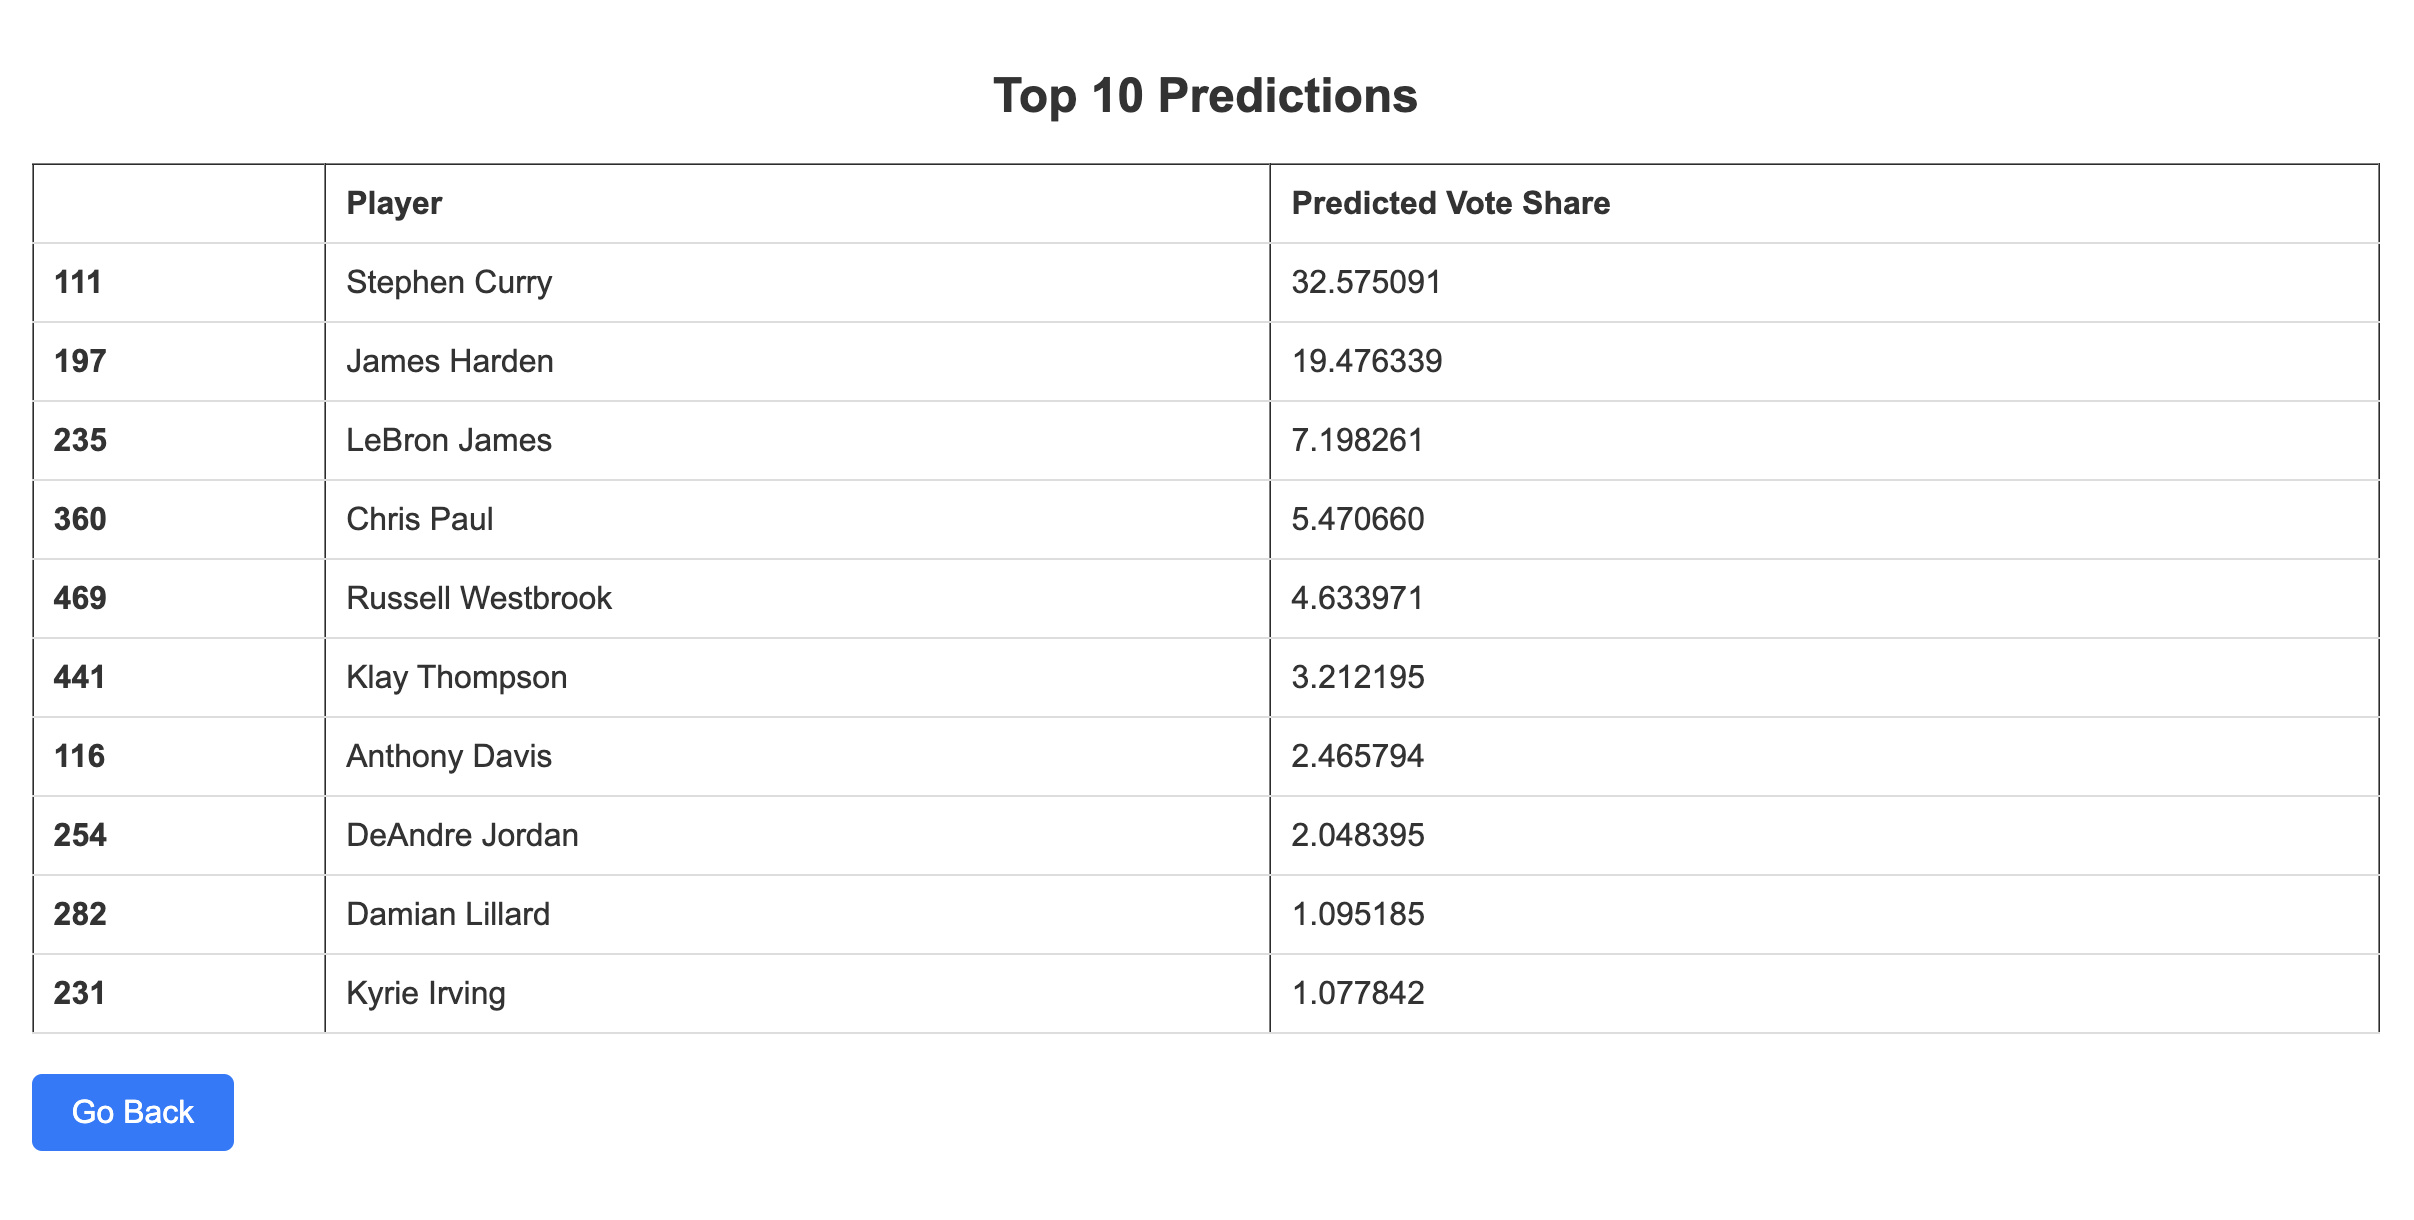 Top 10 Predictions
Player Predicted Vote Share
111 Stephen Curry 32.575091
197 James Harden 19.476339
235 LeBron James 7.198261
360 Chris Paul 5.470660
469 Russell Westbrook 4.633971
441 Klay Thompson 3.212195
116 Anthony Davis 2.465794
254 DeAndre Jordan 2.048395
282 Damian Lillard 1.095185
231 Kyrie Irving 1.077842
Go Back